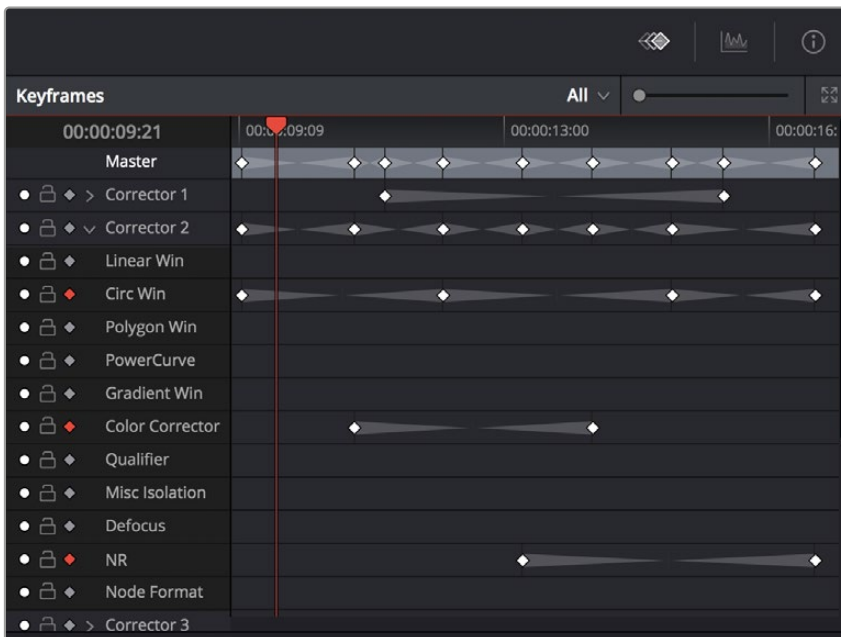 Keyframes
All
00:00:09:21
00:00:09:09
00:00:13:00
00:00:16:
Master
Corrector 1
Corrector 2
Linear Win
Circ Win
Polygon Win
PowerCurve
Gradient Win
Color Corrector
Qualifier
Misc Isolation
Defocus
NR
Node Format
Corrector 3